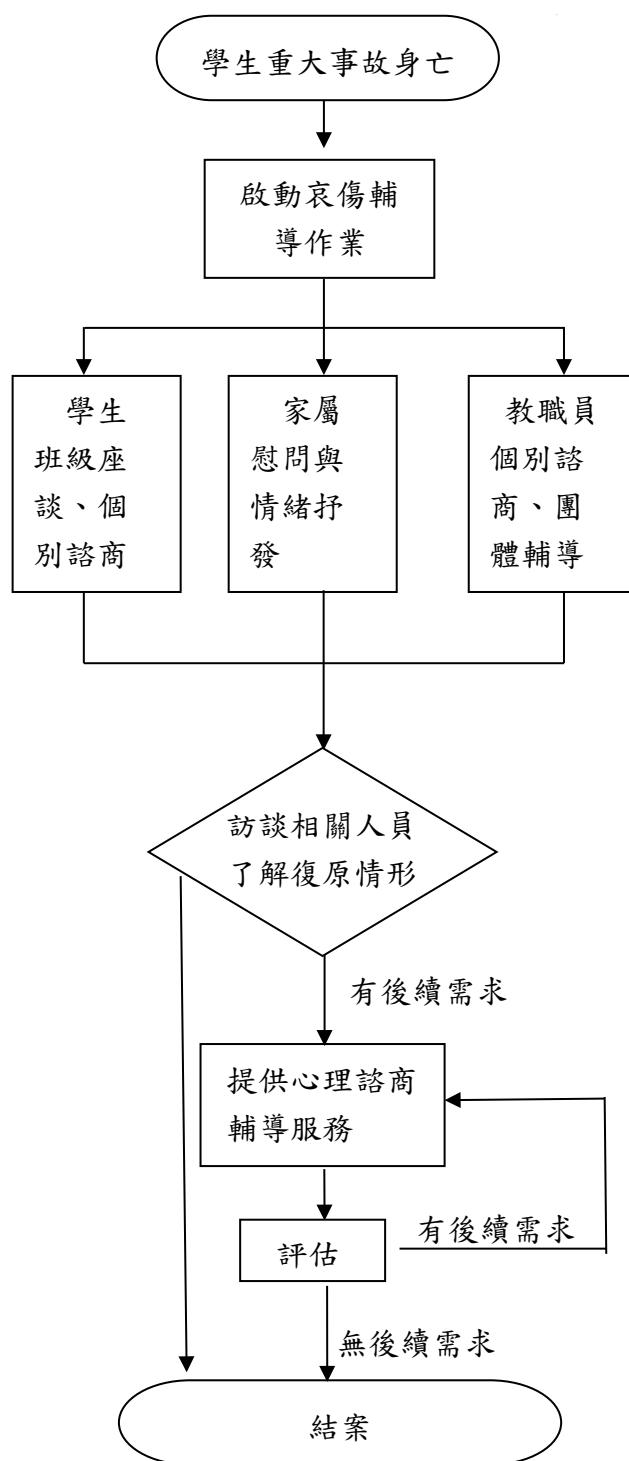 學生重大事故身亡
啟動哀傷輔
導作業
學生
班級座
談、個
別諮商
家屬
慰問與
情緒抒
發
教職員
個別諮
商、團
體輔導
訪談相關人員
了解復原情形
有後續需求
提供心理諮商
輔導服務
評估
有後續需求
無後續需求
結案